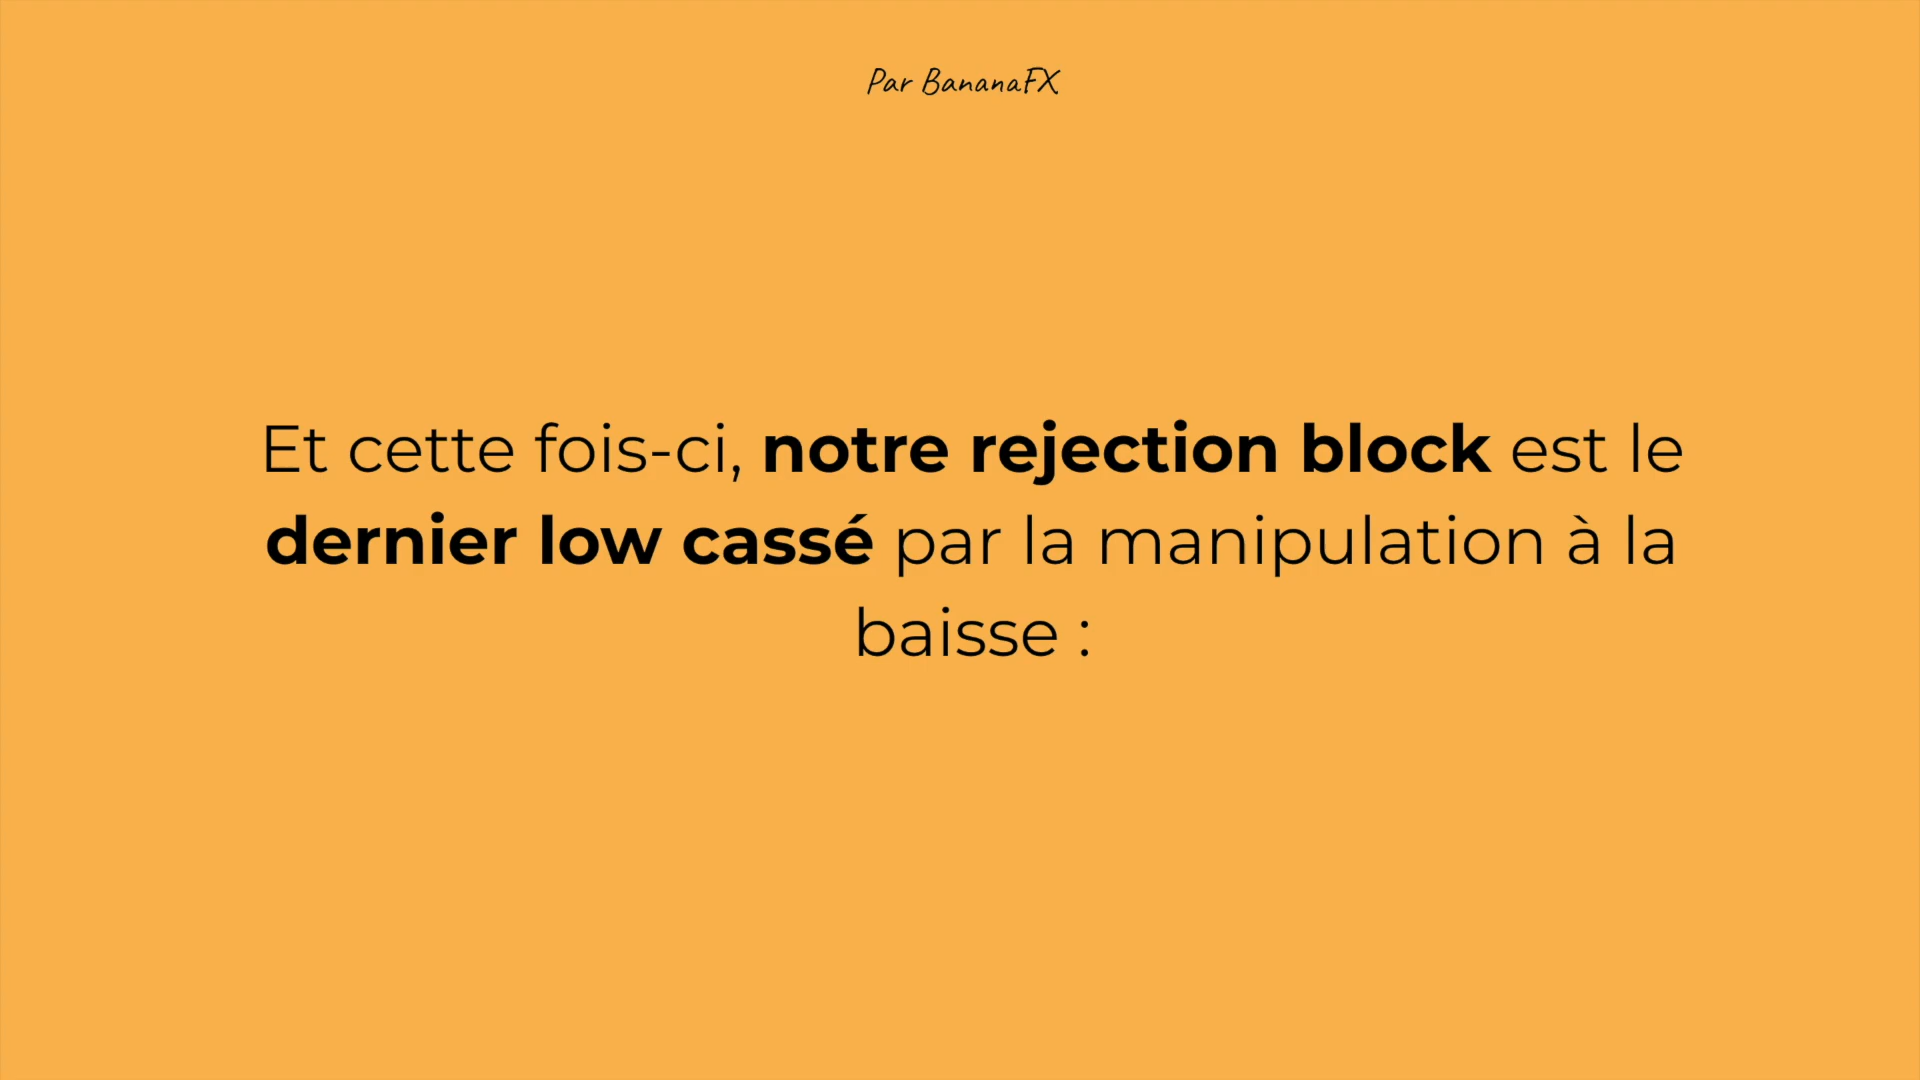 Par BananaFX
Et cette fois-ci, notre rejection block est le
dernier low cassé par la manipulation à la
baisse :